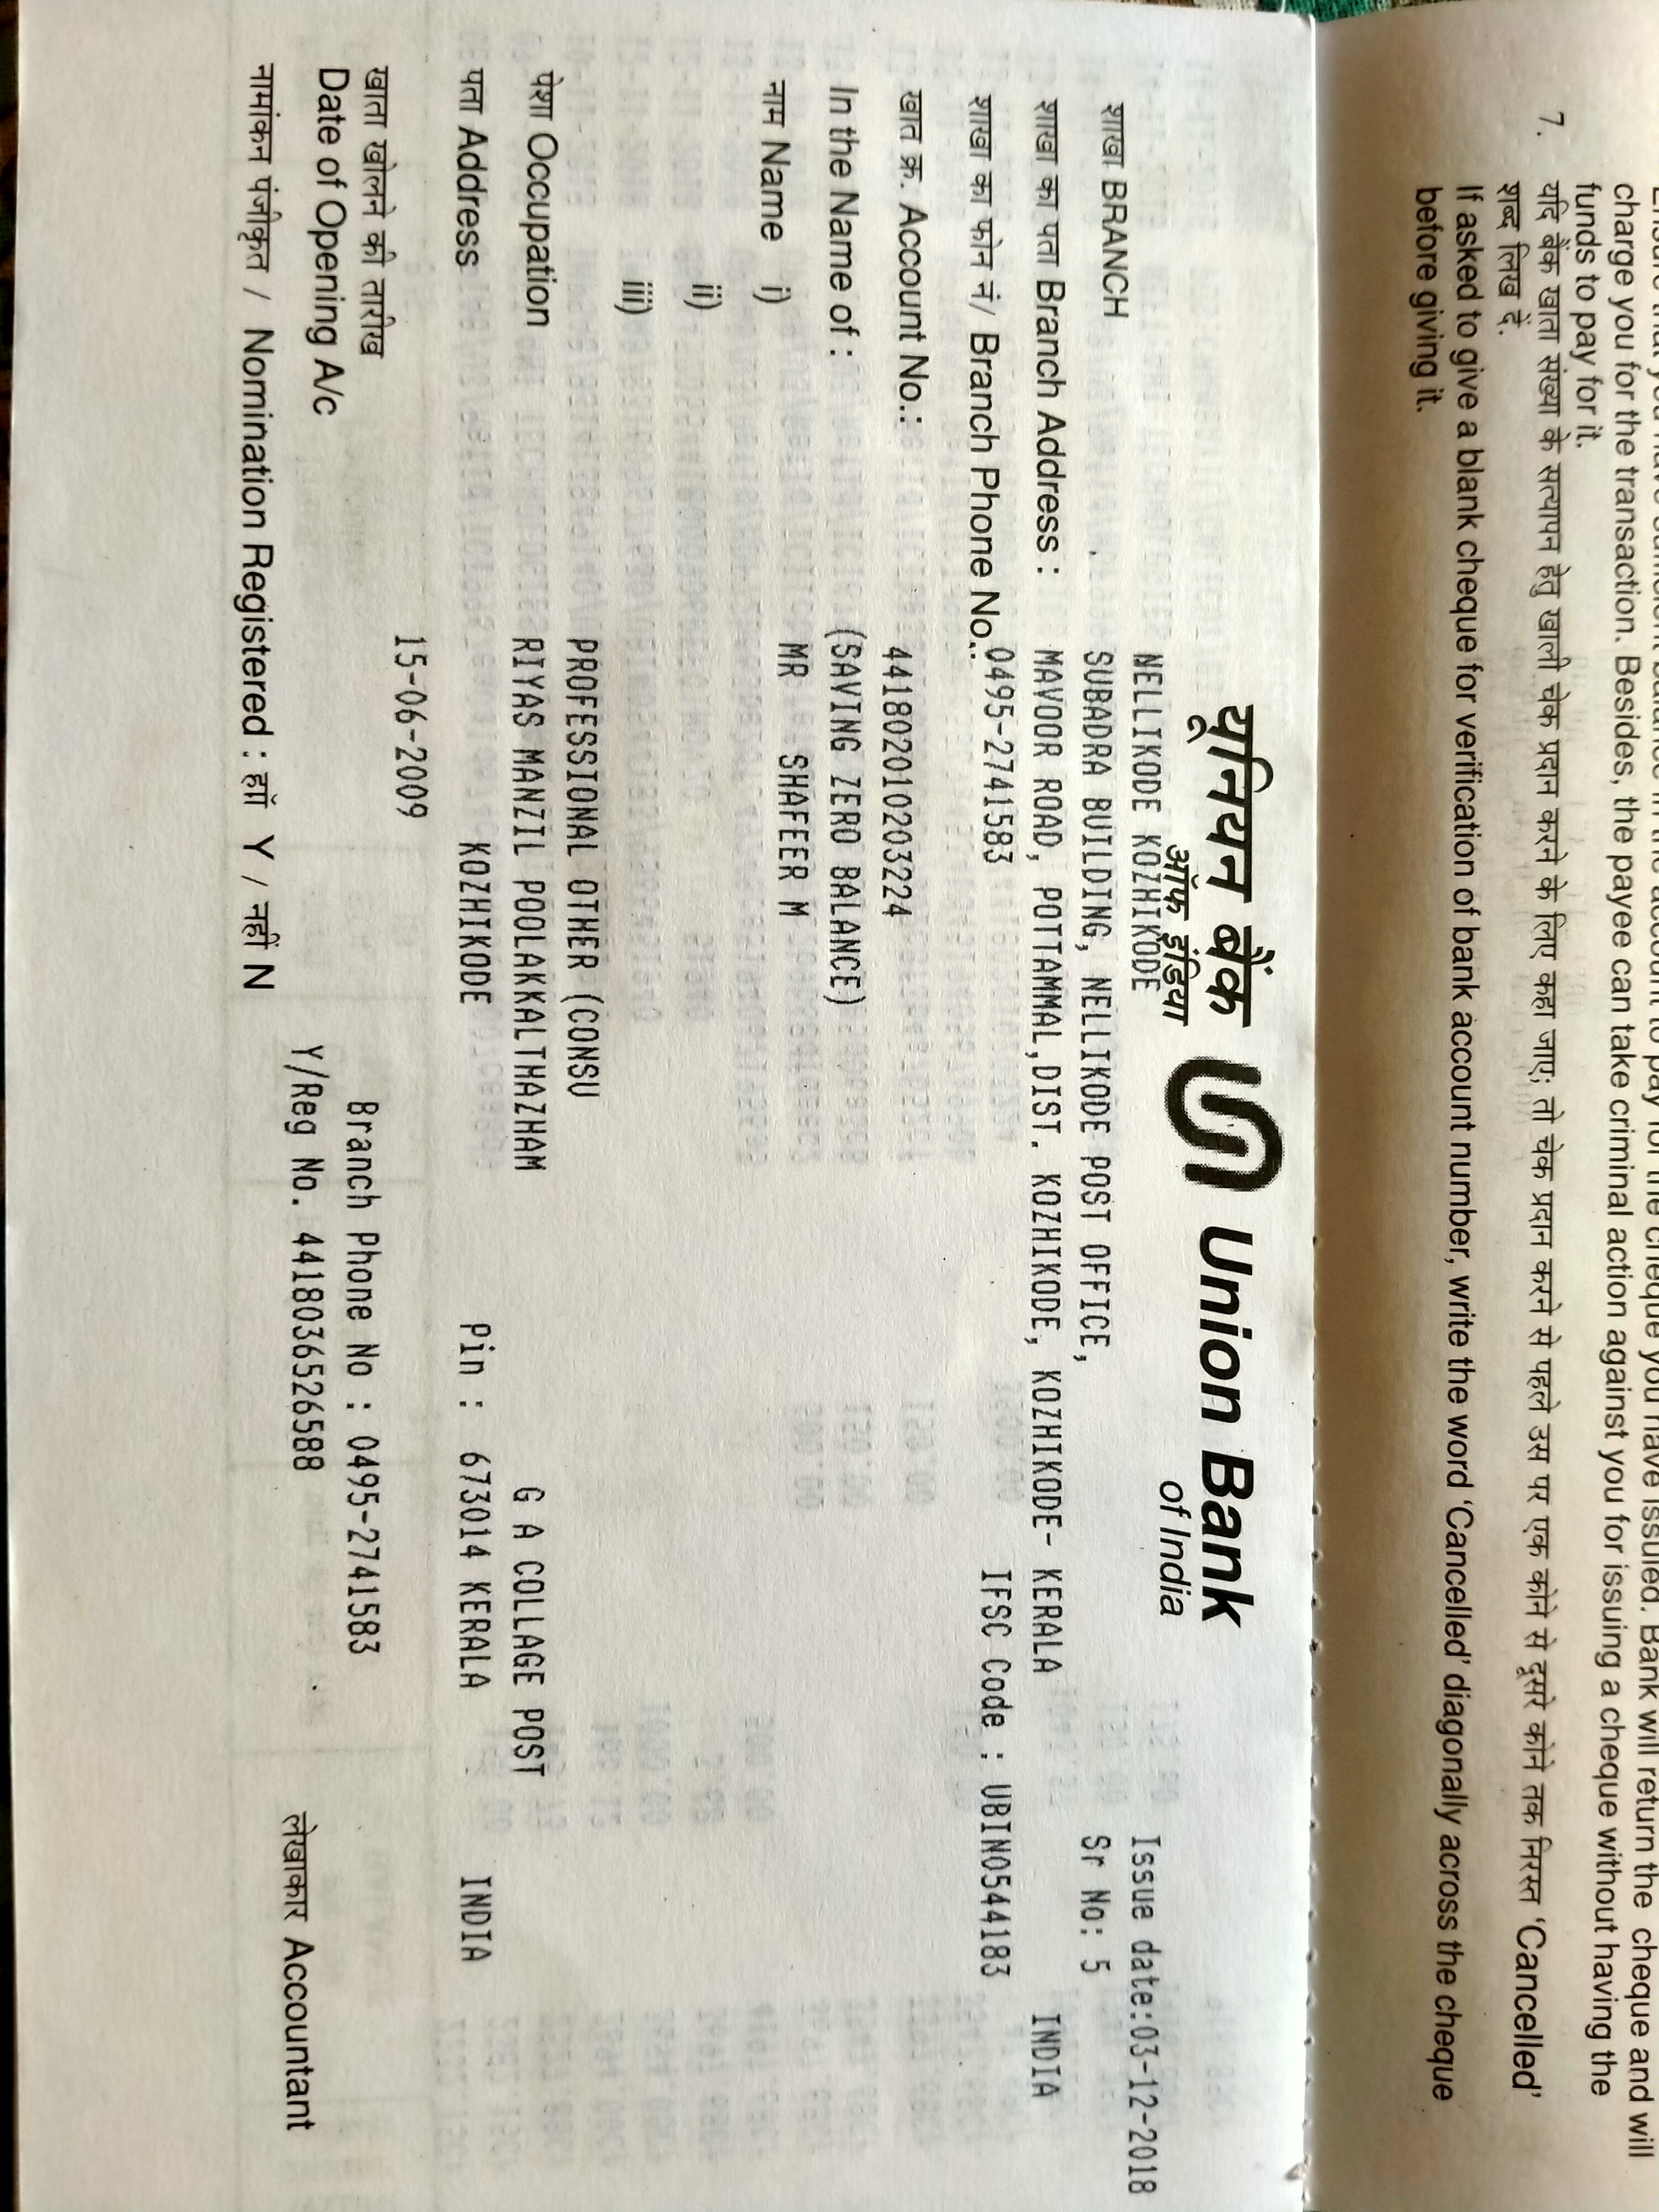 charge you for the transaction. Besides, the payee can take criminal action against you for issuing a cheque without having the
funds to pay for it.
7. यदि बैंक खाता संख्या के सत्यापन हेतु खाली चेक प्रदान करने के लिए कहा जाए; तो चेक प्रदान करने से पहले उस पर एक कोने से दूसरे कोने तक निरस्त 'Cancelled'
शब्द लिख दें.
If asked to give a blank cheque for verification of bank account number, write the word 'Cancelled' diagonally across the cheque
before giving it.
यूनियन बैंक Union Bank
ऑफ इंडिया of India
शाखा BRANCH NELLIKODE KOZHIKODE Issue date:03-12-2018
SUBADRA BUILDING, NELLIKODE POST OFFICE, Sr No: 5
शाखा का पता Branch Address : MAVOOR ROAD, POTTAMMAL,DIST. KOZHIKODE, KOZHIKODE- KERALA INDIA
शाखा का फोन नं/ Branch Phone No.: 0495-2741583 IFSC Code : UBIN0544183
खात क्र. Account No.: 441802010203224
In the Name of : (SAVING ZERO BALANCE)
नाम Name i) MR SHAFEER M
ii)
iii)
पेशा Occupation PROFESSIONAL OTHER (CONSU
RIYAS MANZIL POOLAKKALTHAZHAM G A COLLAGE POST
पता Address KOZHIKODE Pin : 673014 KERALA INDIA
खाता खोलने की तारीख 15-06-2009
Date of Opening A/c Branch Phone No : 0495-2741583
Y/Reg No. 4418036526588 लेखाकार Accountant
नामांकन पंजीकृत / Nomination Registered : हॉ Y / नहीं N